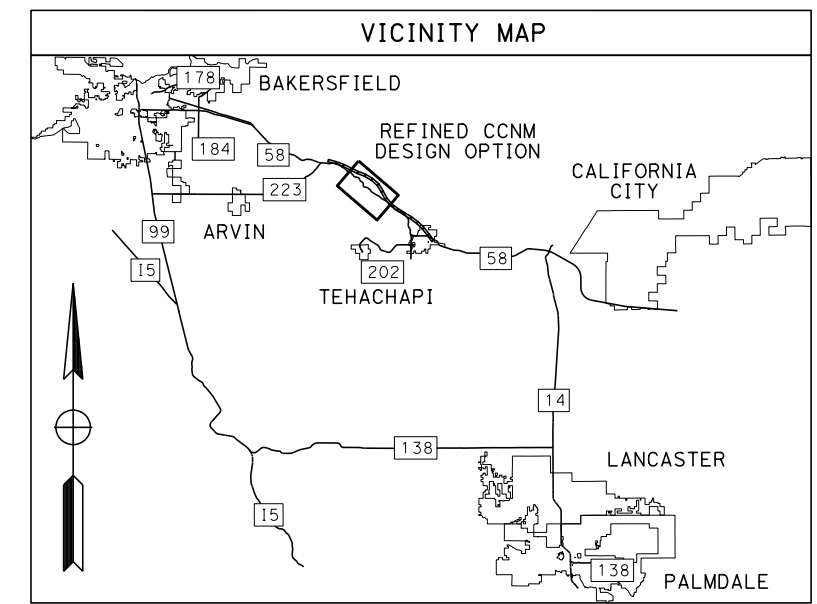 VICINITY MAP
178
BAKERSFIELD
REFINED CCNM
DESIGN OPTION
184
58
CALIFORNIA
CITY
223
ARVIN
99
I5
202
58
TEHACHAPI
14
138
LANCASTER
I5
138
PALMDALE